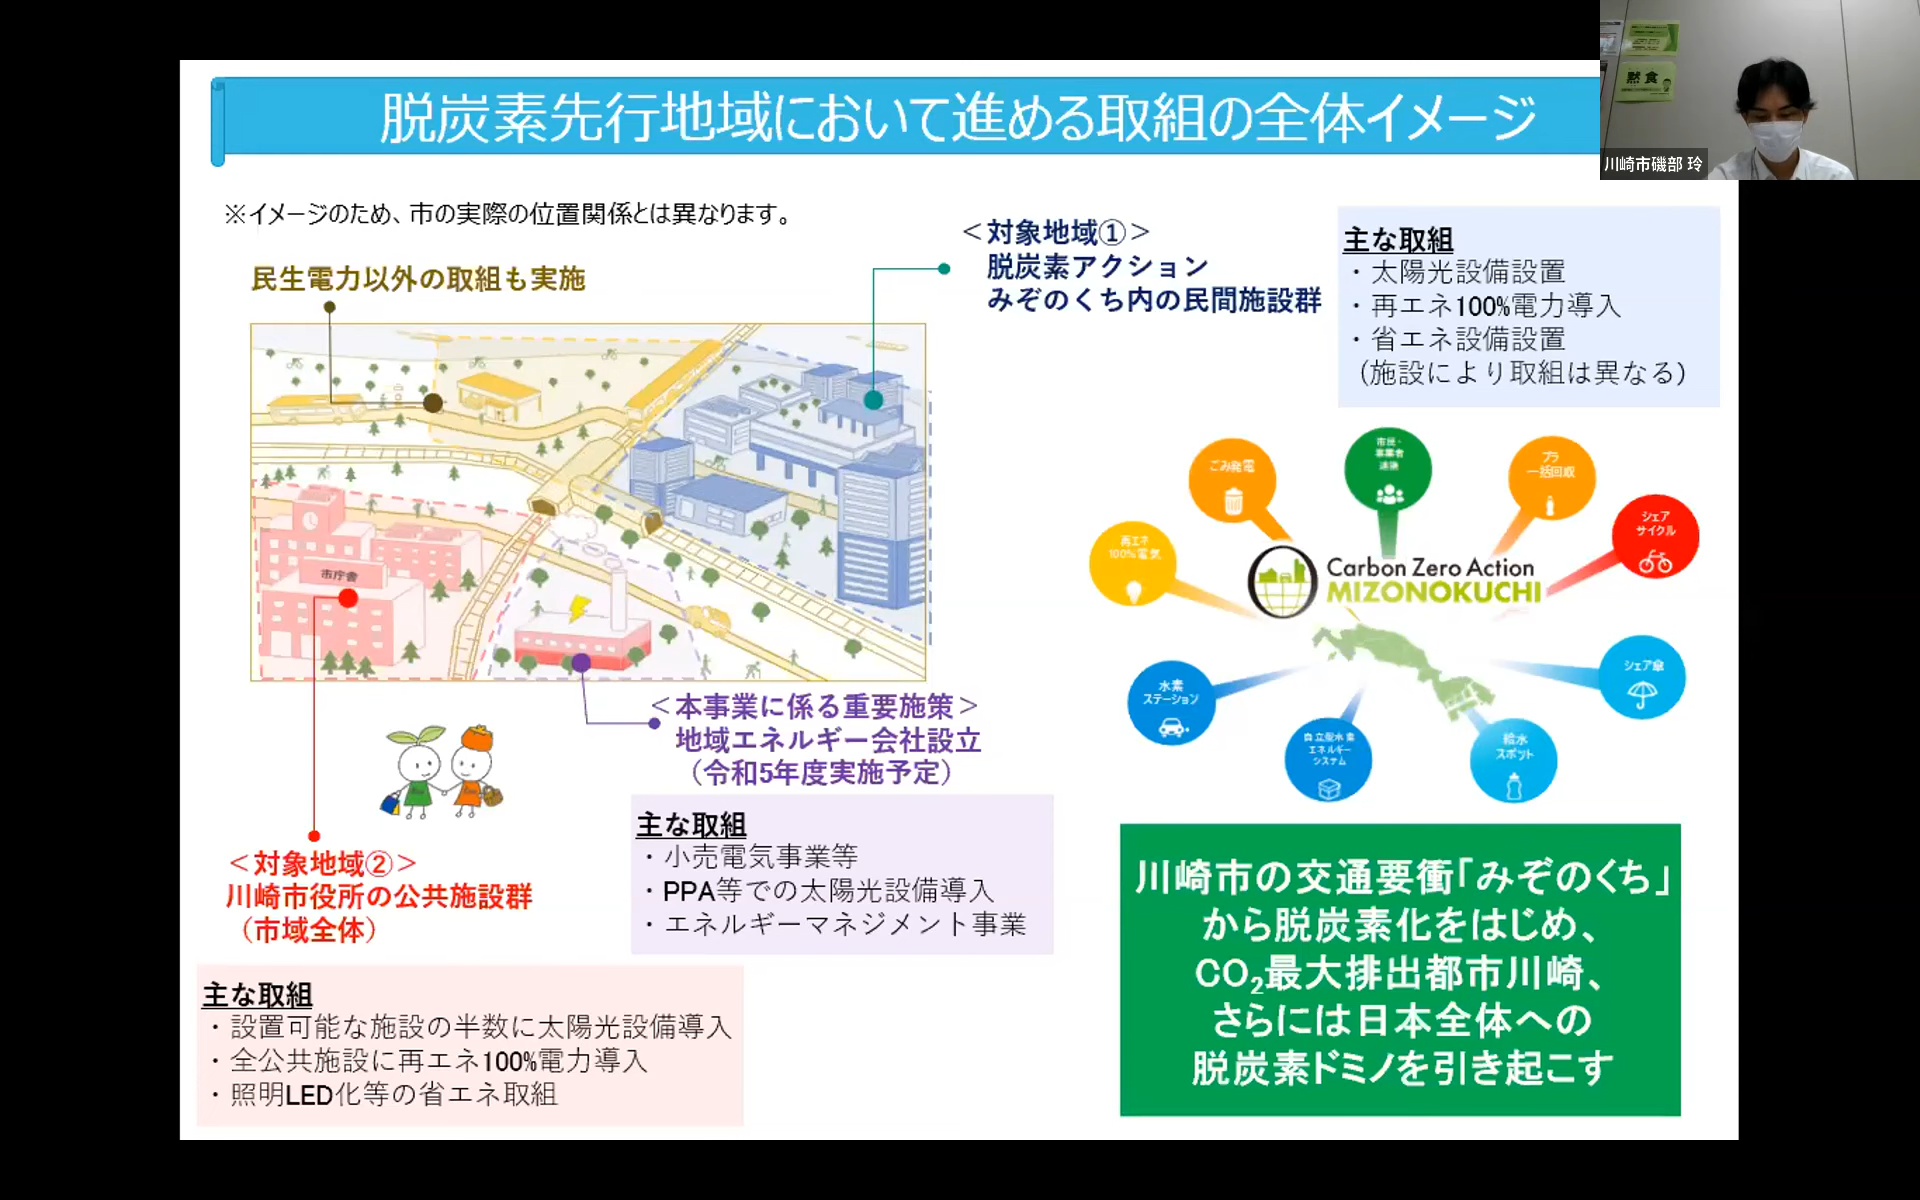 脱炭素先行地域において進める取組の全体イメージ
黙食
川崎市磯部 玲
※イメージのため、市の実際の位置関係とは異なります。
民生電力以外の取組も実施
＜対象地域①＞
脱炭素アクション
みぞのくち内の民間施設群
主な取組
・太陽光設備設置
・再エネ100%電力導入
・省エネ設備設置
(施設により取組は異なる)
市庁舎
ごみ発電
市民・
事業者
連携
プラ
一括回収
シェア
サイクル
再エネ
100%電気
Carbon Zero Action
MIZONOKUCHI
シェア傘
水素
ステーション
自立型水素
エネルギー
システム
給水
スポット
＜本事業に係る重要施策＞
地域エネルギー会社設立
（令和5年度実施予定）
主な取組
・小売電気事業等
・PPA等での太陽光設備導入
・エネルギーマネジメント事業
＜対象地域②＞
川崎市役所の公共施設群
（市域全体）
主な取組
・設置可能な施設の半数に太陽光設備導入
・全公共施設に再エネ100%電力導入
・照明LED化等の省エネ取組
川崎市の交通要衝「みぞのくち」
から脱炭素化をはじめ、
CO₂最大排出都市川崎、
さらには日本全体への
脱炭素ドミノを引き起こす